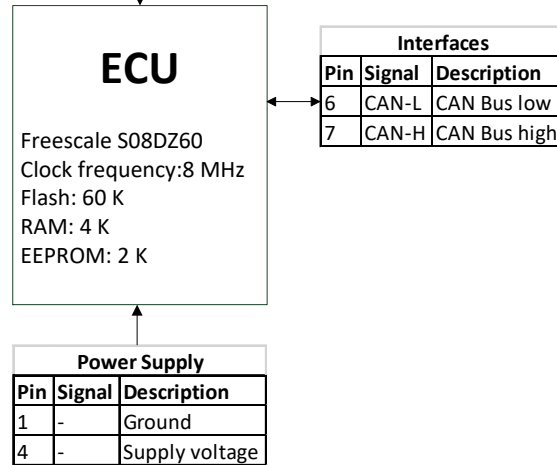 ECU
Freescale S08DZ60
Clock frequency:8 MHz
Flash: 60 K
RAM: 4 K
EEPROM: 2 K
Interfaces
Pin Signal Description
6 CAN-L CAN Bus low
7 CAN-H CAN Bus high
Power Supply
Pin Signal Description
1 - Ground
4 - Supply voltage